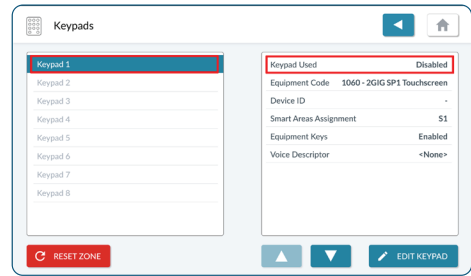 Keypads
Keypad 1
Keypad 2
Keypad 3
Keypad 4
Keypad 5
Keypad 6
Keypad 7
Keypad 8
Keypad Used Disabled
Equipment Code 1060 - 2GIG SP1 Touchscreen
Device ID -
Smart Areas Assignment S1
Equipment Keys Enabled
Voice Descriptor <None>
RESET ZONE
EDIT KEYPAD